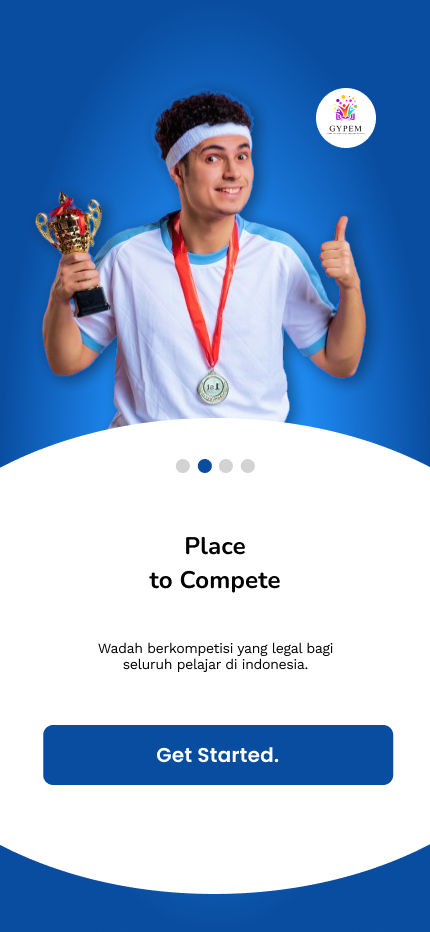 GYPEM
Place
to Compete
Wadah berkompetisi yang legal bagi
seluruh pelajar di indonesia.
Get Started.